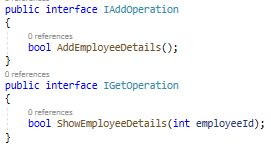 public interface IAddOperation
{
0 references
bool AddEmployeeDetails();
}
0 references
public interface IGetOperation
{
0 references
bool ShowEmployeeDetails(int employeeId);
}